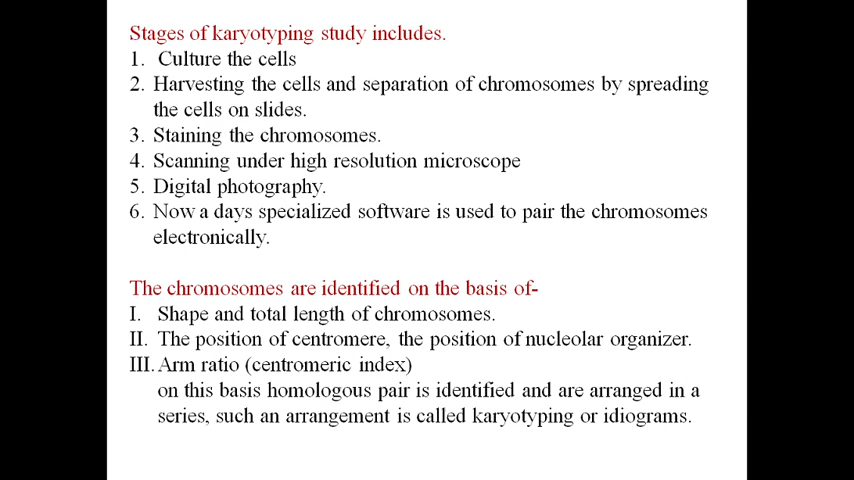 Stages of karyotyping study includes.
1. Culture the cells
2. Harvesting the cells and separation of chromosomes by spreading
the cells on slides.
3. Staining the chromosomes.
4. Scanning under high resolution microscope
5. Digital photography.
6. Now a days specialized software is used to pair the chromosomes
electronically.
The chromosomes are identified on the basis of-
I. Shape and total length of chromosomes.
II. The position of centromere, the position of nucleolar organizer.
III. Arm ratio (centromeric index)
on this basis homologous pair is identified and are arranged in a
series, such an arrangement is called karyotyping or idiograms.